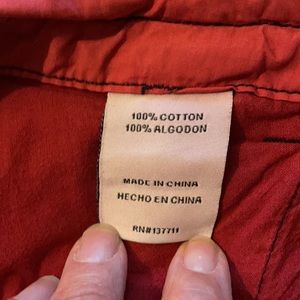 100% COTTON
100% ALGODON
MADE IN CHINA
HECHO EN CHINA
RN#137711